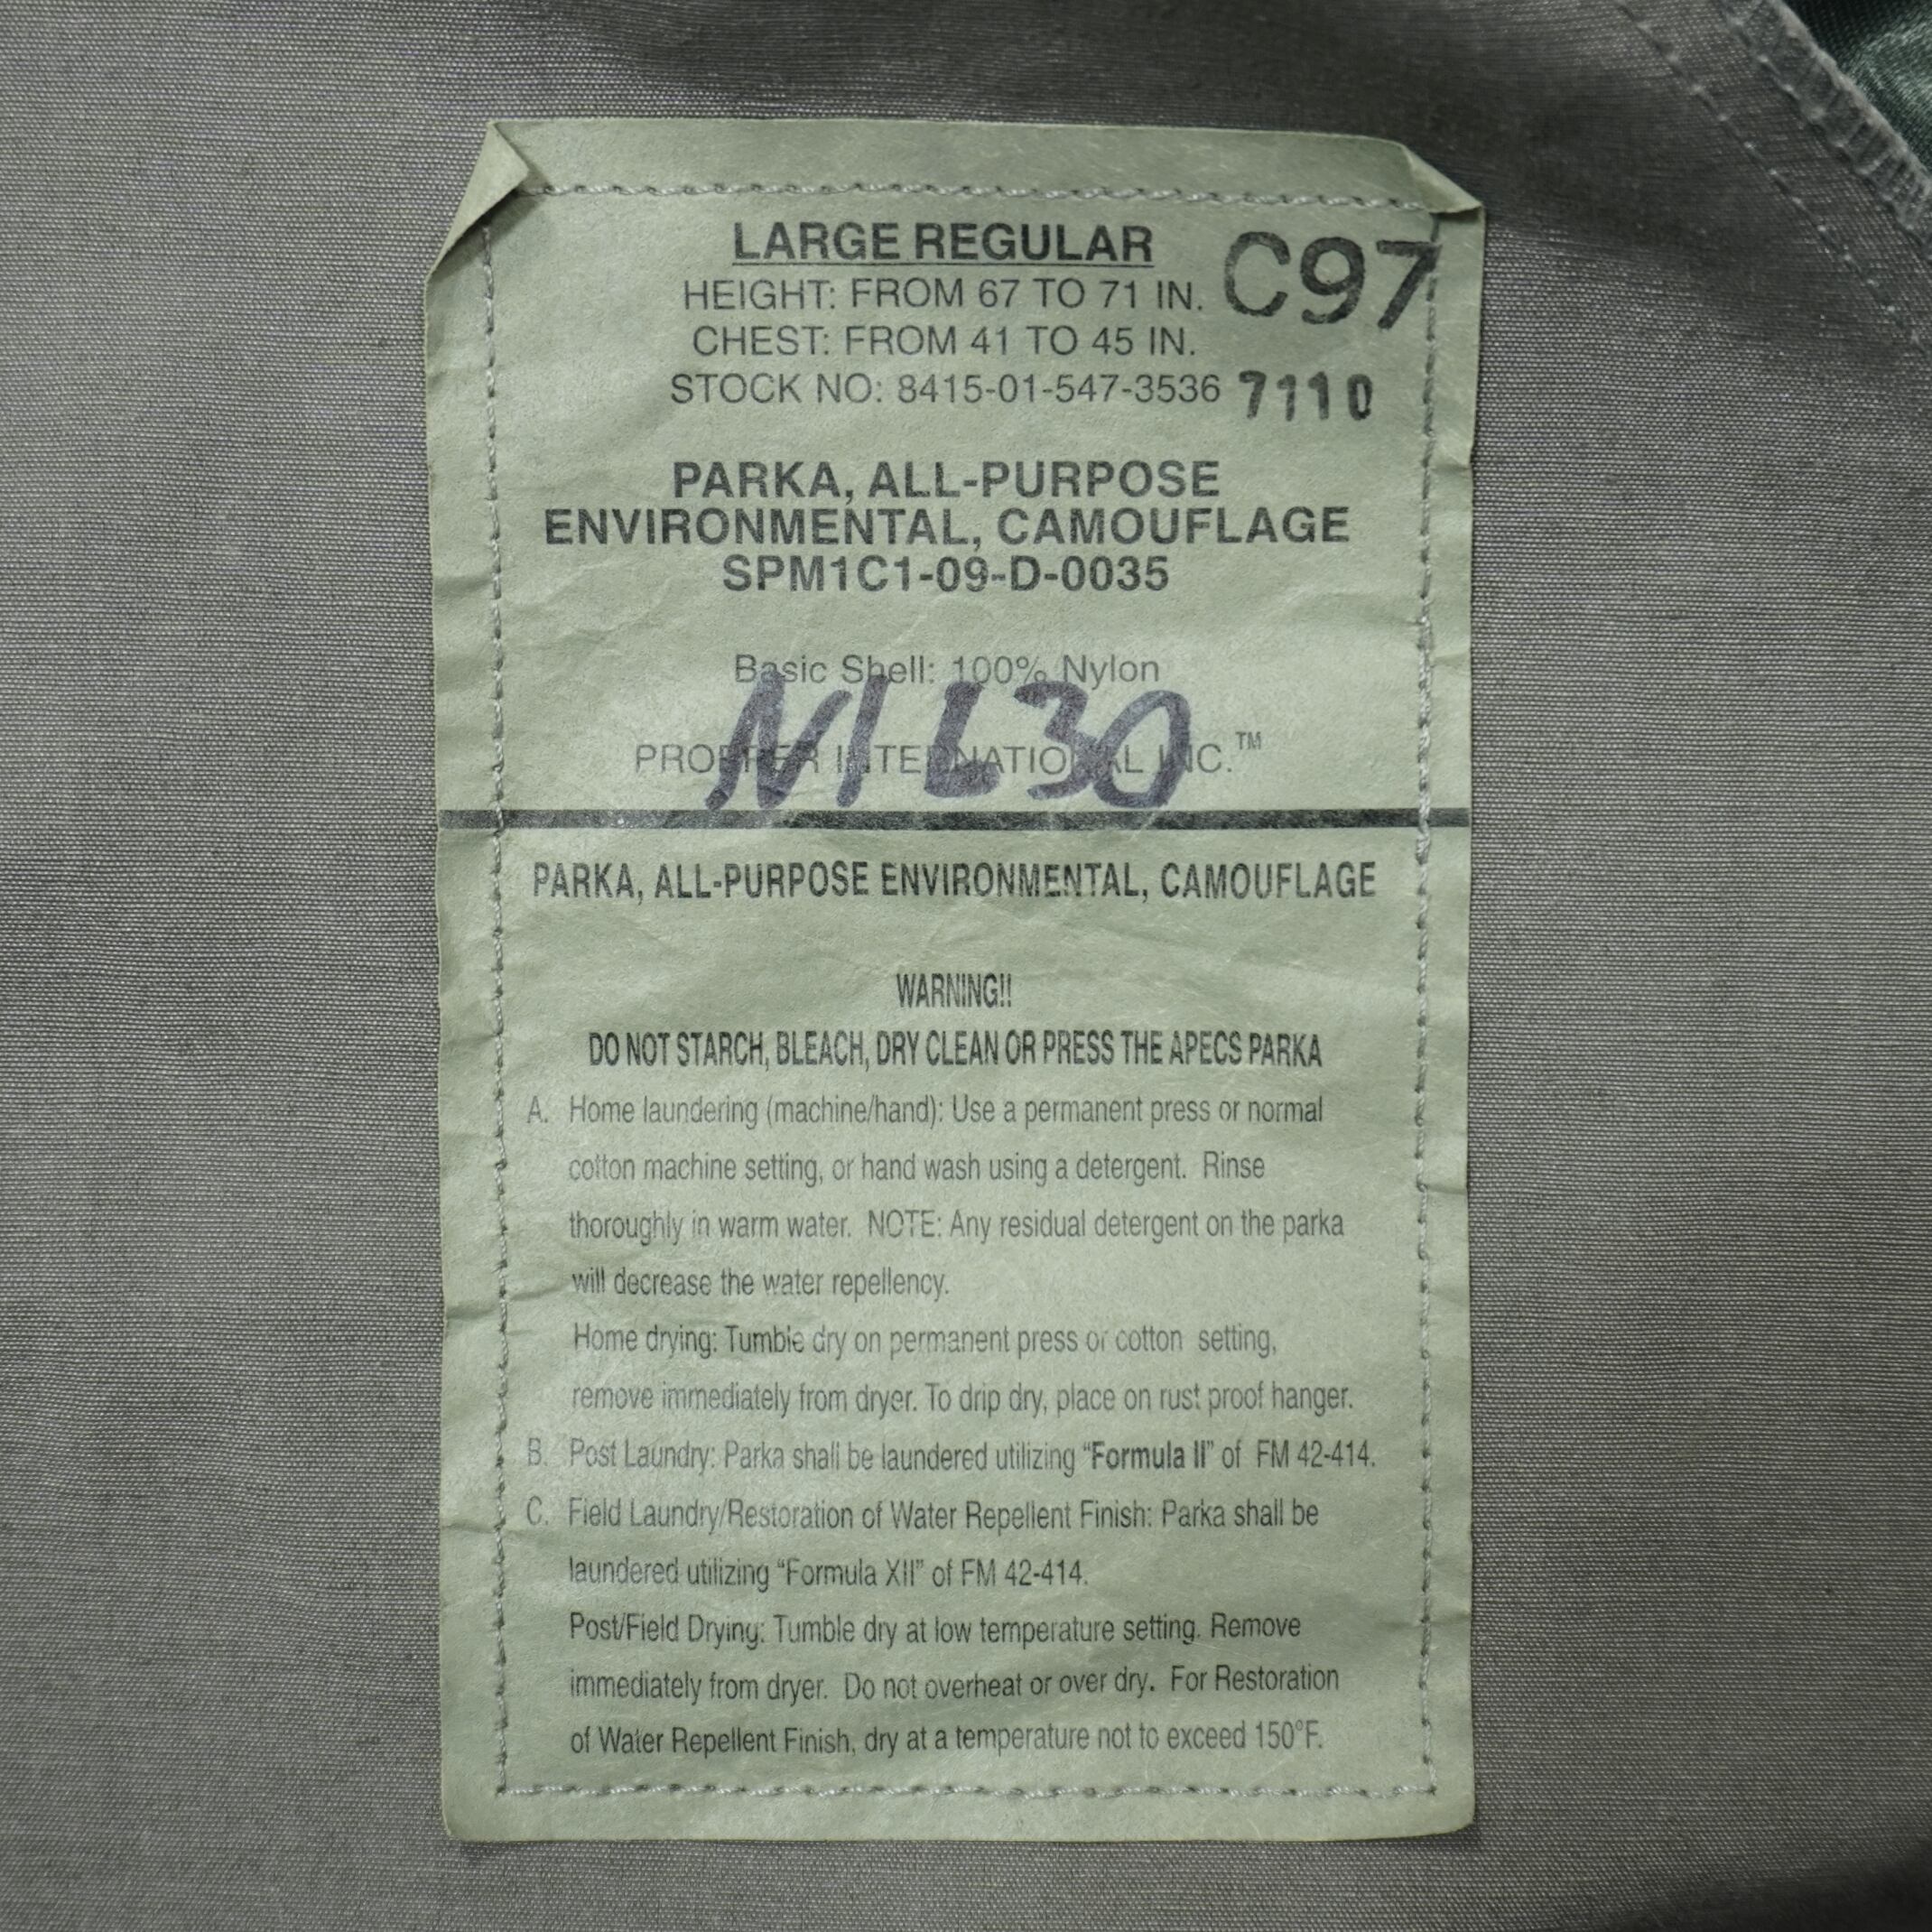 LARGE REGULAR C97
HEIGHT: FROM 67 TO 71 IN.
CHEST: FROM 41 TO 45 IN.
STOCK NO: 8415-01-547-3536 7110
PARKA, ALL-PURPOSE
ENVIRONMENTAL, CAMOUFLAGE
SPM1C1-09-D-0035
Basic Shell: 100% Nylon
PROPPER INTERNATIONAL INC.™
PARKA, ALL-PURPOSE ENVIRONMENTAL, CAMOUFLAGE
WARNING!!
DO NOT STARCH, BLEACH, DRY CLEAN OR PRESS THE APECS PARKA
A. Home laundering (machine/hand): Use a permanent press or normal
cotton machine setting, or hand wash using a detergent. Rinse
thoroughly in warm water. NOTE: Any residual detergent on the parka
will decrease the water repellency.
Home drying: Tumble dry on permanent press or cotton setting,
remove immediately from dryer. To drip dry, place on rust proof hanger.
B. Post Laundry: Parka shall be laundered utilizing “Formula II” of FM 42-414.
C. Field Laundry/Restoration of Water Repellent Finish: Parka shall be
laundered utilizing “Formula XII” of FM 42-414.
Post/Field Drying: Tumble dry at low temperature setting. Remove
immediately from dryer. Do not overheat or over dry. For Restoration
of Water Repellent Finish, dry at a temperature not to exceed 150°F.